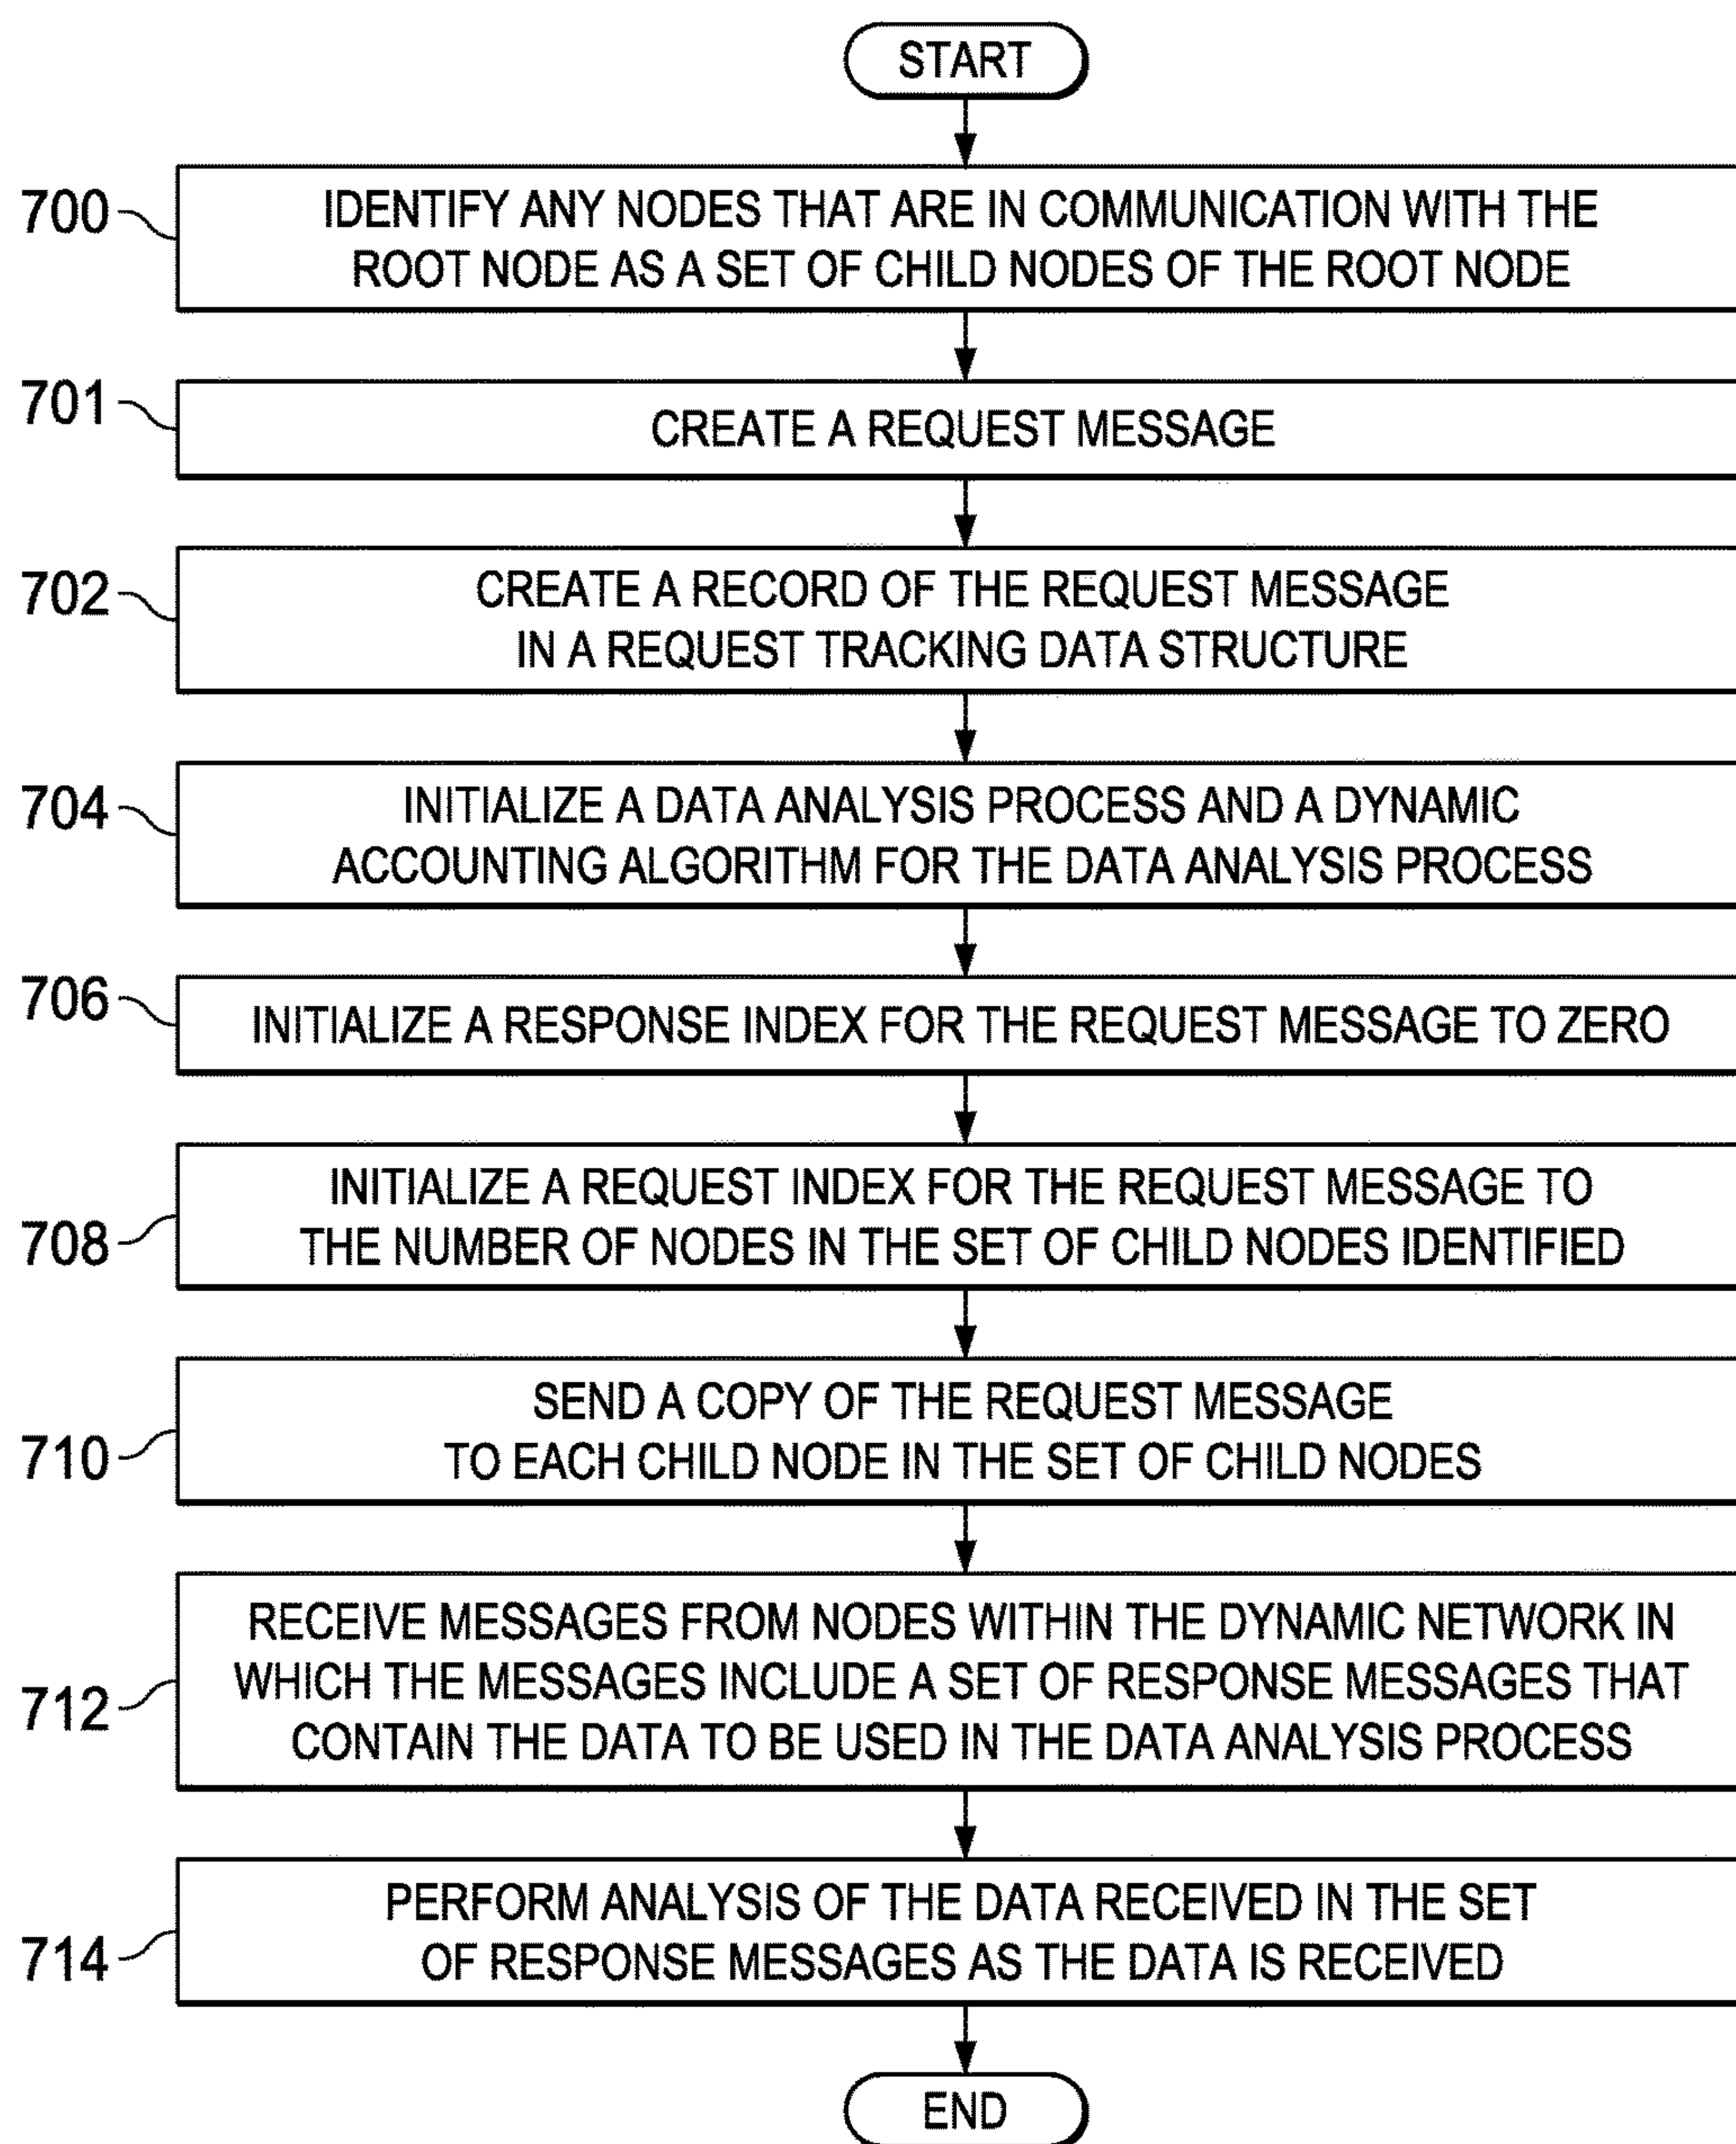 START
700
IDENTIFY ANY NODES THAT ARE IN COMMUNICATION WITH THE
ROOT NODE AS A SET OF CHILD NODES OF THE ROOT NODE
701
CREATE A REQUEST MESSAGE
702
CREATE A RECORD OF THE REQUEST MESSAGE
IN A REQUEST TRACKING DATA STRUCTURE
704
INITIALIZE A DATA ANALYSIS PROCESS AND A DYNAMIC
ACCOUNTING ALGORITHM FOR THE DATA ANALYSIS PROCESS
706
INITIALIZE A RESPONSE INDEX FOR THE REQUEST MESSAGE TO ZERO
708
INITIALIZE A REQUEST INDEX FOR THE REQUEST MESSAGE TO
THE NUMBER OF NODES IN THE SET OF CHILD NODES IDENTIFIED
710
SEND A COPY OF THE REQUEST MESSAGE
TO EACH CHILD NODE IN THE SET OF CHILD NODES
712
RECEIVE MESSAGES FROM NODES WITHIN THE DYNAMIC NETWORK IN
WHICH THE MESSAGES INCLUDE A SET OF RESPONSE MESSAGES THAT
CONTAIN THE DATA TO BE USED IN THE DATA ANALYSIS PROCESS
714
PERFORM ANALYSIS OF THE DATA RECEIVED IN THE SET
OF RESPONSE MESSAGES AS THE DATA IS RECEIVED
END